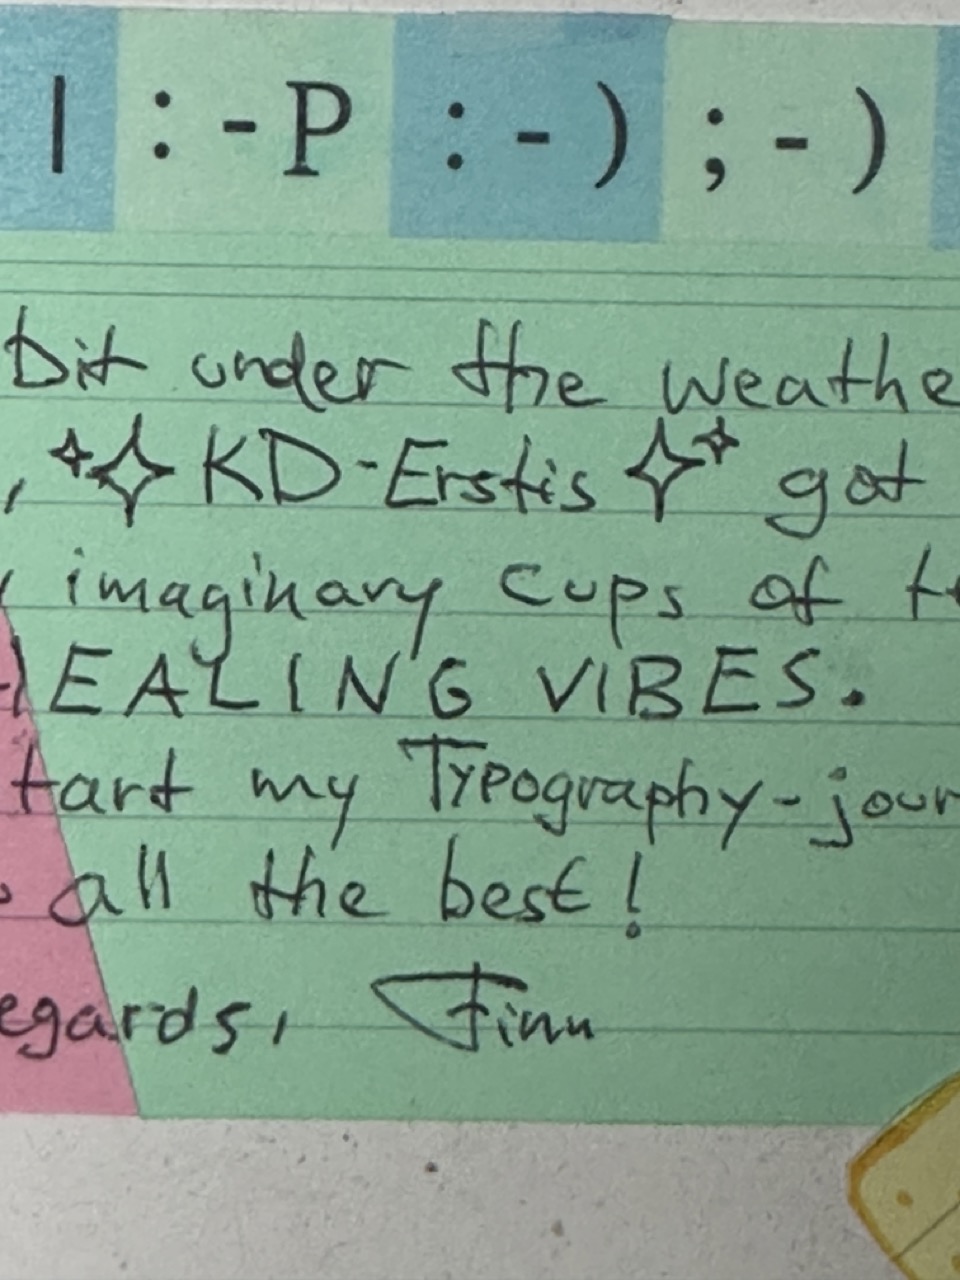 | :-P :-) ;-)
bit under the weathe
, KD-Erstis got
imaginary cups of t
EALING VIBES.
tart my Typography-jour
all the best!
egards, Finn